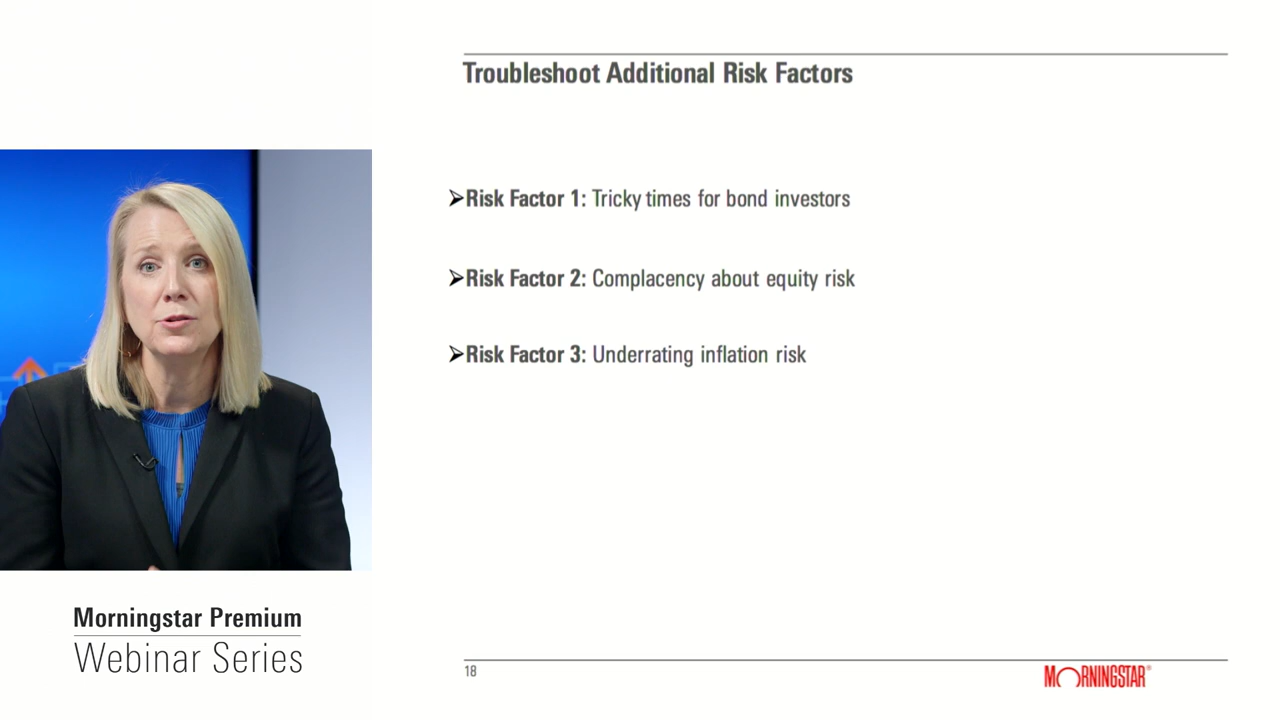 Troubleshoot Additional Risk Factors
➢Risk Factor 1: Tricky times for bond investors
➢Risk Factor 2: Complacency about equity risk
➢Risk Factor 3: Underrating inflation risk
Morningstar Premium
Webinar Series
18
MORNINGSTAR®